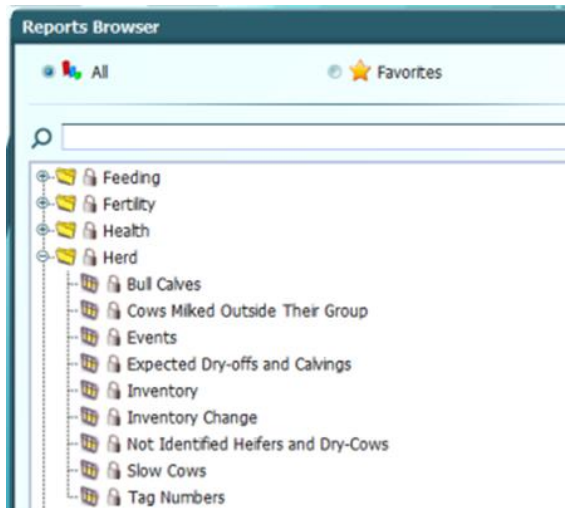 Reports Browser
All Favorites
Feeding
Fertility
Health
Herd
Bull Calves
Cows Milked Outside Their Group
Events
Expected Dry-offs and Calvings
Inventory
Inventory Change
Not Identified Heifers and Dry-Cows
Slow Cows
Tag Numbers